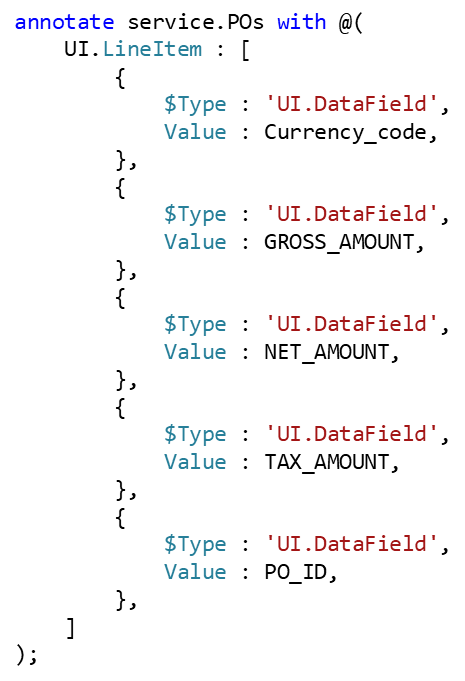 annotate service.POs with @(
    UI.LineItem : [
        {
            $Type : 'UI.DataField',
            Value : Currency_code,
        },
        {
            $Type : 'UI.DataField',
            Value : GROSS_AMOUNT,
        },
        {
            $Type : 'UI.DataField',
            Value : NET_AMOUNT,
        },
        {
            $Type : 'UI.DataField',
            Value : TAX_AMOUNT,
        },
        {
            $Type : 'UI.DataField',
            Value : PO_ID,
        },
    ]
);